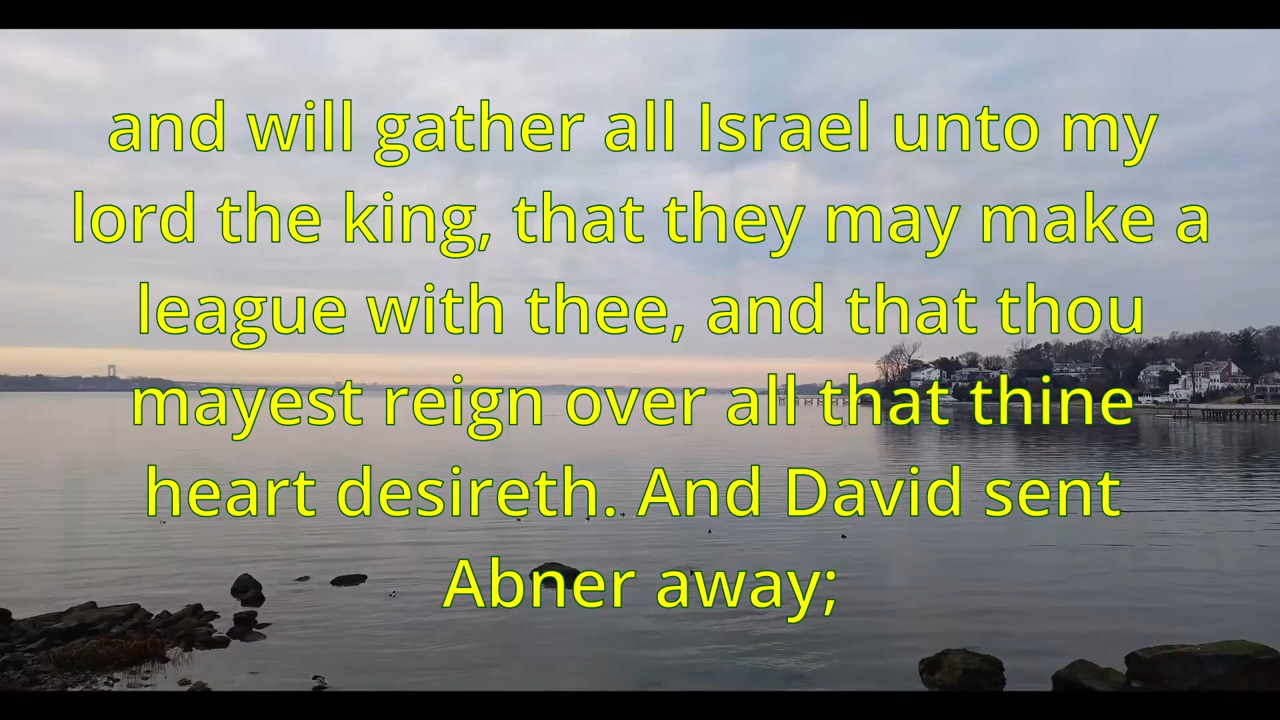 and will gather all Israel unto my
lord the king, that they may make a
league with thee, and that thou
mayest reign over all that thine
heart desireth. And David sent
Abner away;